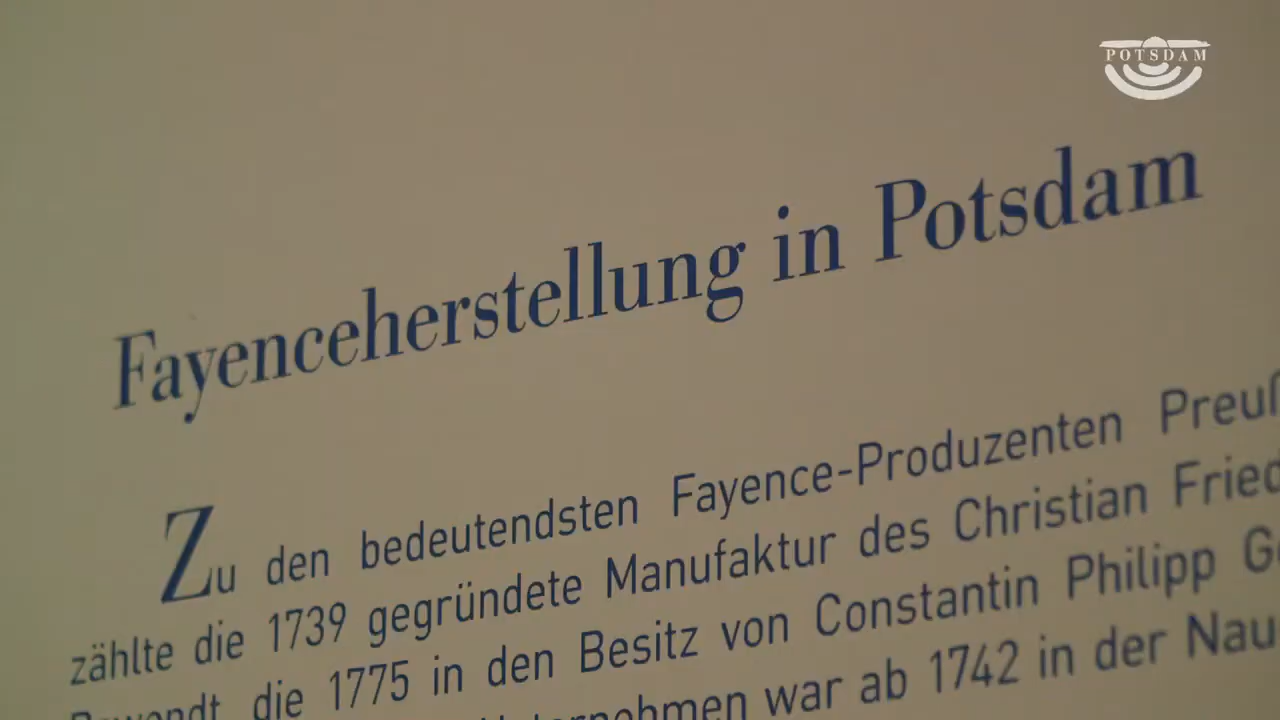 POTSDAM
Fayenceherstellung in Potsdam
Zu den bedeutendsten Fayence-Produzenten
zählte die 1739 gegründete Manufaktur des Christian
die 1775 in den Besitz von Constantin Philipp
war ab 1742 in der